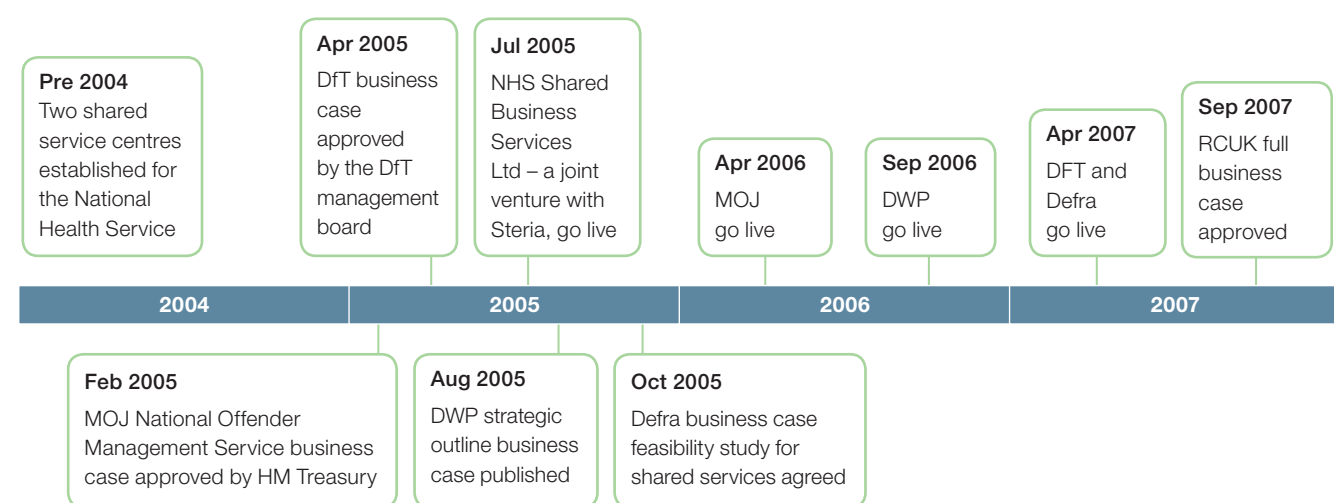 Pre 2004
Two shared
service centres
established for
the National
Health Service
Apr 2005
DfT business
case
approved
by the DfT
management
board
Jul 2005
NHS Shared
Business
Services
Ltd – a joint
venture with
Steria, go live
Apr 2006
MOJ
go live
Sep 2006
DWP
go live
Apr 2007
DFT and
Defra
go live
Sep 2007
RCUK full
business
case
approved
2004
2005
2006
2007
Feb 2005
MOJ National Offender
Management Service business
case approved by HM Treasury
Aug 2005
DWP strategic
outline business
case published
Oct 2005
Defra business case
feasibility study for
shared services agreed